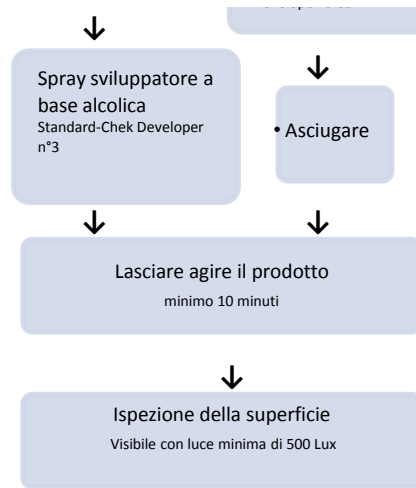 Spray sviluppatore a
base alcolica
Standard-Chek Developer
n°3
• Asciugare
Lasciare agire il prodotto
minimo 10 minuti
Ispezione della superficie
Visibile con luce minima di 500 Lux